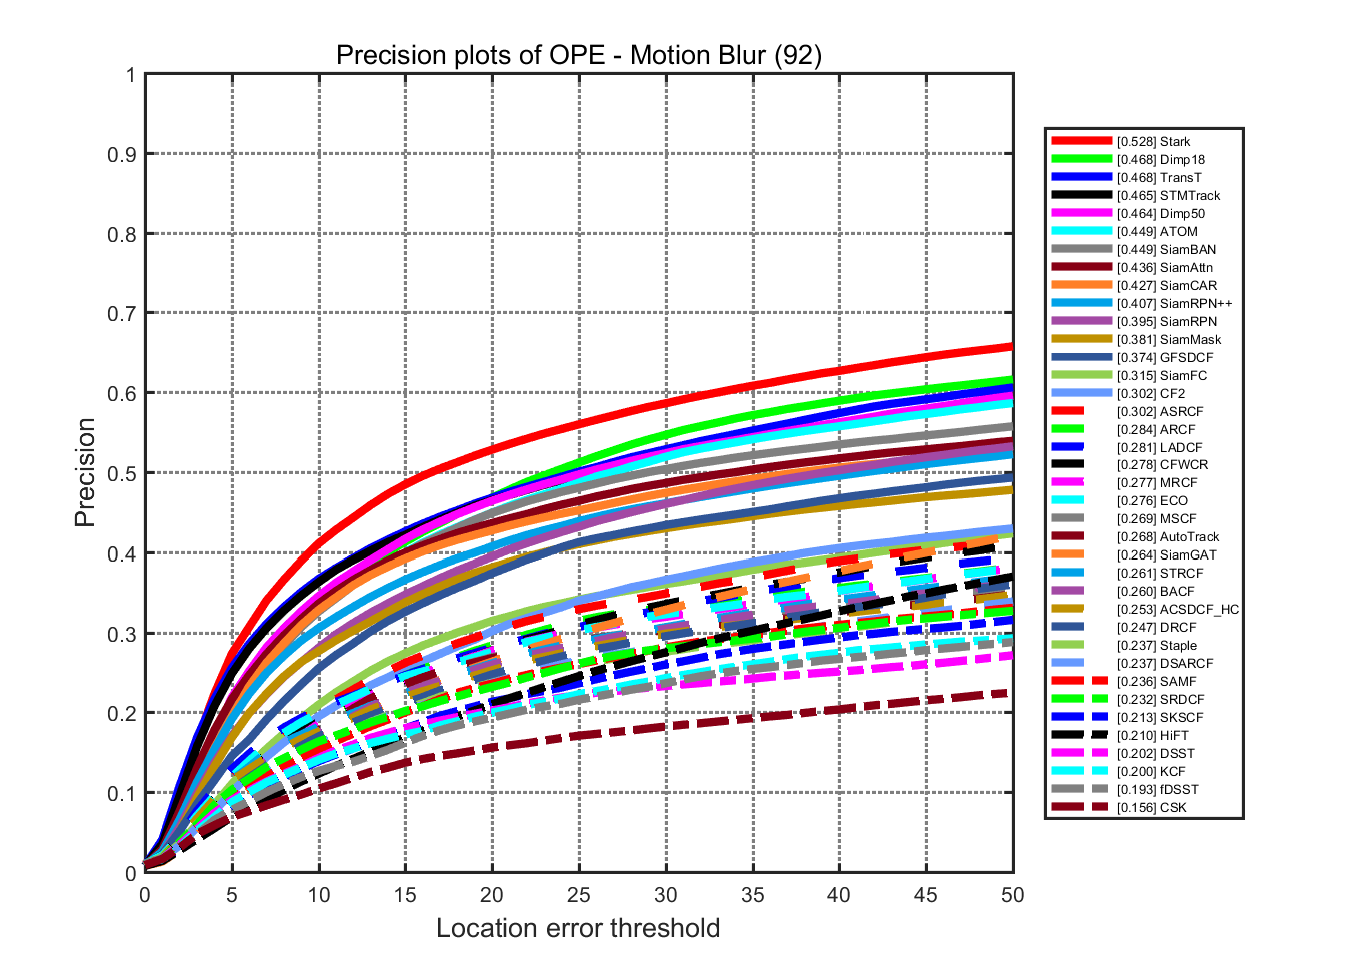 Precision plots of OPE - Motion Blur (92)
1
0.9
0.8
0.7
0.6
0.5
0.4
0.3
0.2
0.1
0
Precision
0 5 10 15 20 25 30 35 40 45 50
Location error threshold
[0.528] Stark
[0.468] Dimp18
[0.468] TransT
[0.465] STMTrack
[0.464] Dimp50
[0.449] ATOM
[0.449] SiamBAN
[0.436] SiamAttn
[0.427] SiamCAR
[0.407] SiamRPN++
[0.395] SiamRPN
[0.381] SiamMask
[0.374] GFSDCF
[0.315] SiamFC
[0.302] CF2
[0.302] ASRCF
[0.284] ARCF
[0.281] LADCF
[0.278] CFWCR
[0.277] MRCF
[0.276] ECO
[0.269] MSCF
[0.268] AutoTrack
[0.264] SiamGAT
[0.261] STRCF
[0.260] BACF
[0.253] ACSDCF_HC
[0.247] DRCF
[0.237] Staple
[0.237] DSARCF
[0.236] SAMF
[0.232] SRDCF
[0.213] SKSCF
[0.210] HiFT
[0.202] DSST
[0.200] KCF
[0.193] fDSST
[0.156] CSK